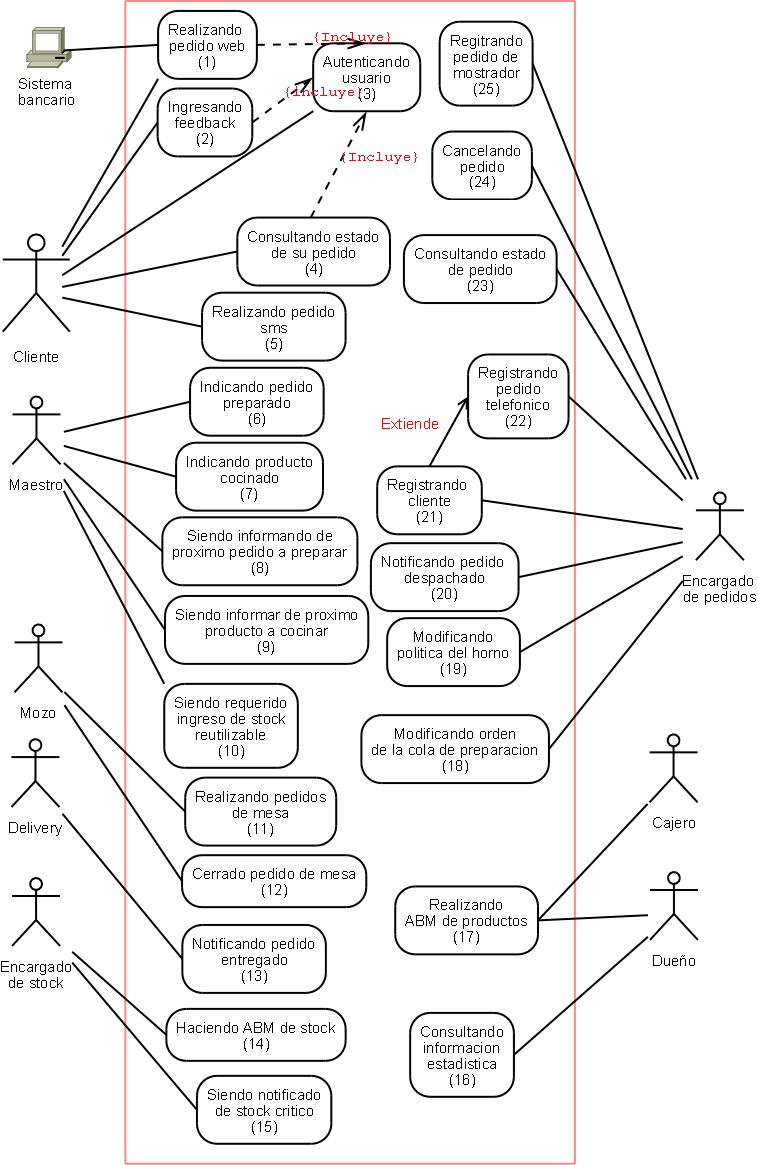 Sistema
bancario
Realizando
pedido web
(1)
{Incluye}
Autenticando
usuario
(3)
Ingresando
feedback
(2)
{Incluye}
{Incluye}
Regitrando
pedido de
mostrador
(25)
Cancelando
pedido
(24)
Cliente
Consultando estado
de su pedido
(4)
Consultando estado
de pedido
(23)
Realizando pedido
sms
(5)
Maestro
Indicando pedido
preparado
(6)
Registrando
pedido
telefonico
(22)
Extiende
Indicando producto
cocinado
(7)
Registrando
cliente
(21)
Siendo informando de
proximo pedido a preparar
(8)
Notificando pedido
despachado
(20)
Encargado
de pedidos
Siendo informar de proximo
producto a cocinar
(9)
Modificando
politica del horno
(19)
Mozo
Siendo requerido
ingreso de stock
reutilizable
(10)
Modificando orden
de la cola de preparacion
(18)
Delivery
Realizando pedidos
de mesa
(11)
Cajero
Cerrado pedido de mesa
(12)
Realizando
ABM de productos
(17)
Encargado
de stock
Notificando pedido
entregado
(13)
Dueño
Haciendo ABM de stock
(14)
Consultando
informacion
estadistica
(16)
Siendo notificado
de stock critico
(15)